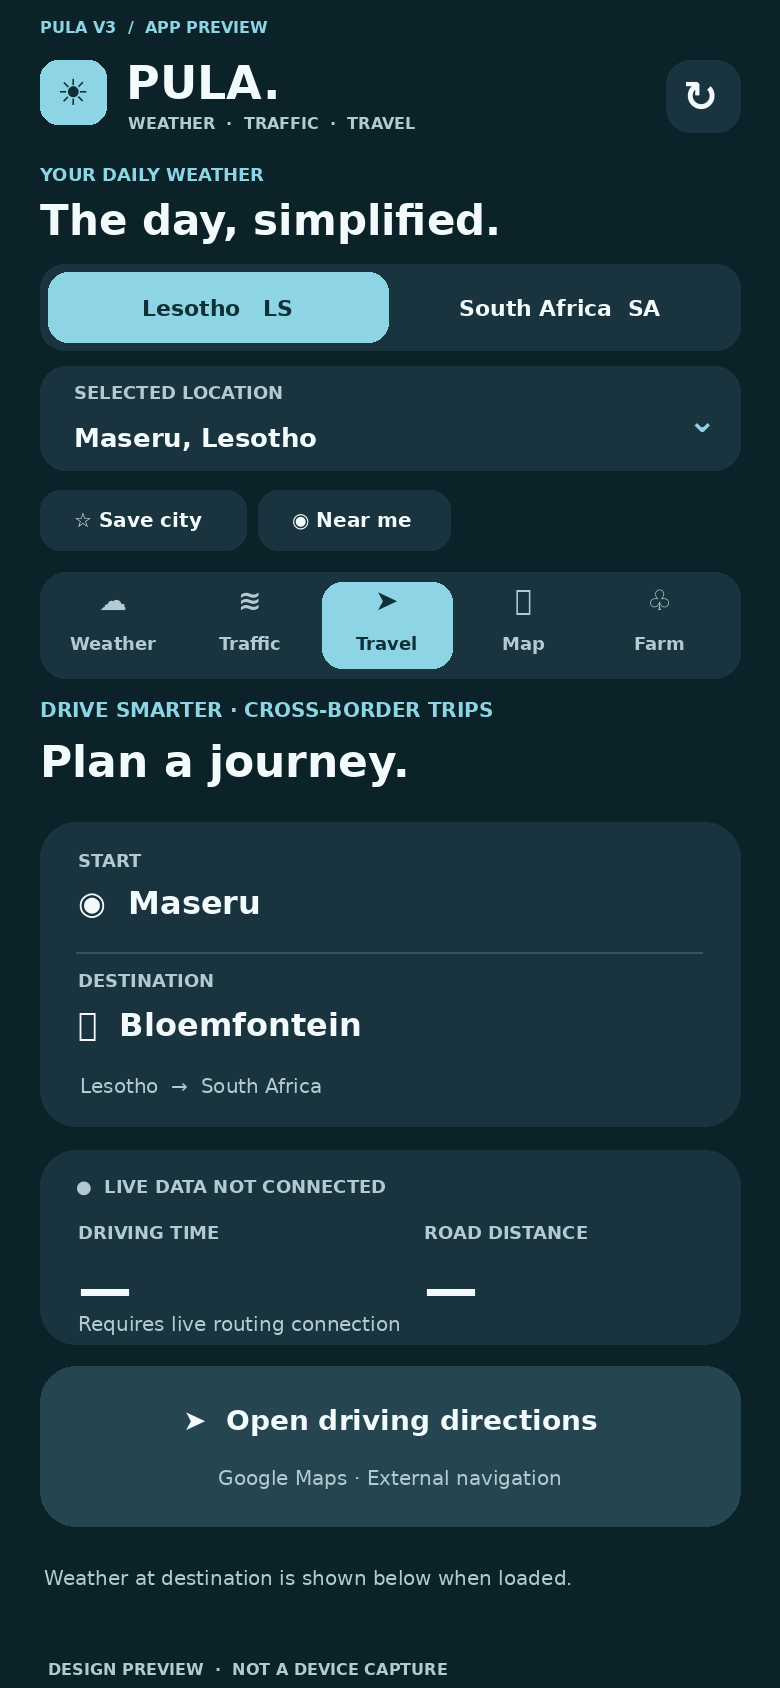 PULA V3 / APP PREVIEW
PULA.
WEATHER · TRAFFIC · TRAVEL
YOUR DAILY WEATHER
The day, simplified.
Lesotho LS
South Africa SA
SELECTED LOCATION
Maseru, Lesotho
☆ Save city
◉ Near me
Weather
Traffic
Travel
Map
Farm
DRIVE SMARTER · CROSS-BORDER TRIPS
Plan a journey.
START
◉ Maseru
DESTINATION
Bloemfontein
Lesotho → South Africa
● LIVE DATA NOT CONNECTED
DRIVING TIME
ROAD DISTANCE
—
—
Requires live routing connection
➤ Open driving directions
Google Maps · External navigation
Weather at destination is shown below when loaded.
DESIGN PREVIEW · NOT A DEVICE CAPTURE